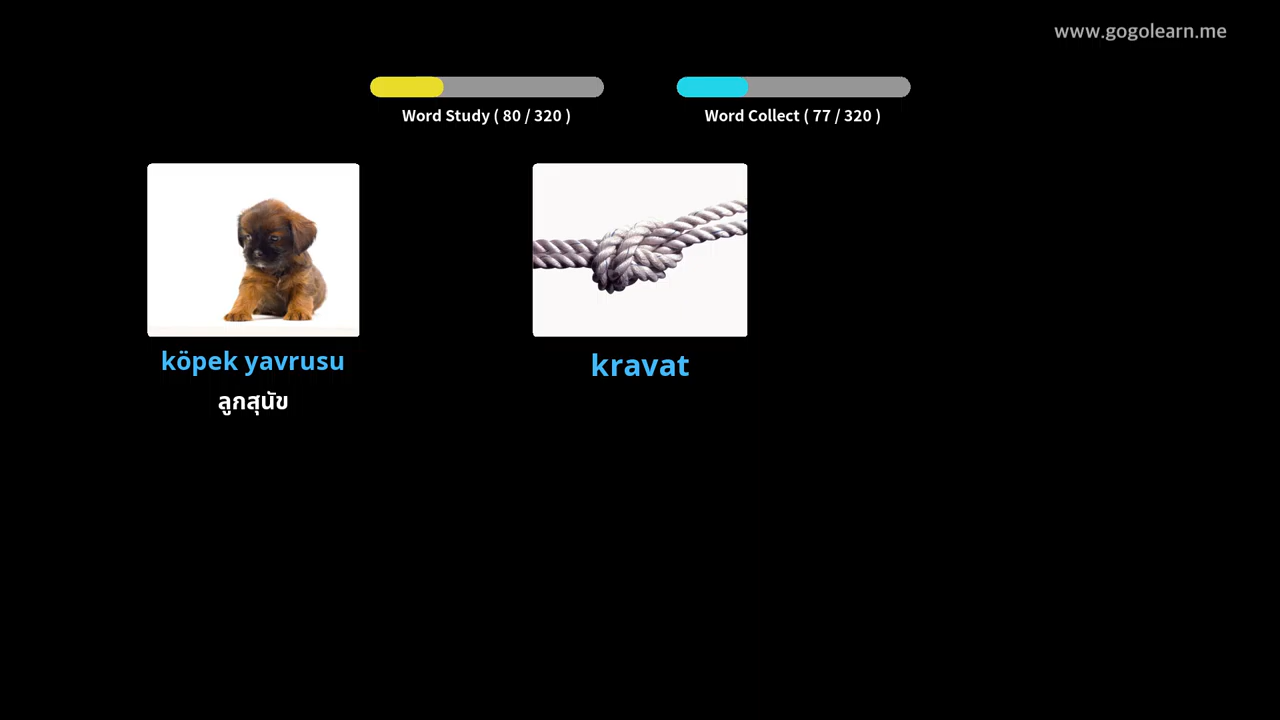 www.gogolearn.me
Word Study ( 80 / 320 )
Word Collect ( 77 / 320 )
köpek yavrusu
ลูกสุนัข
kravat